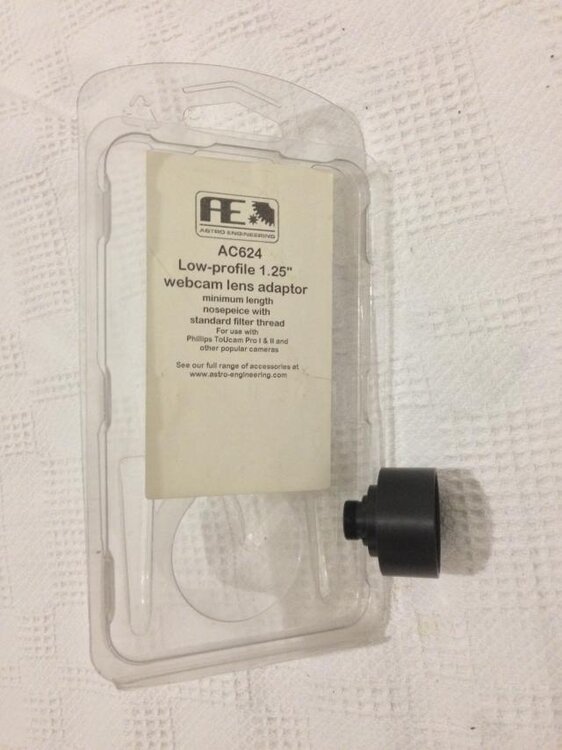 AE
ASTRO ENGINEERING
AC624
Low-profile 1.25"
webcam lens adaptor
minimum length
nosepeice with
standard filter thread
For use with
Phillips ToUcam Pro I & II and
other popular cameras
See our full range of accessories at
www.astro-engineering.com